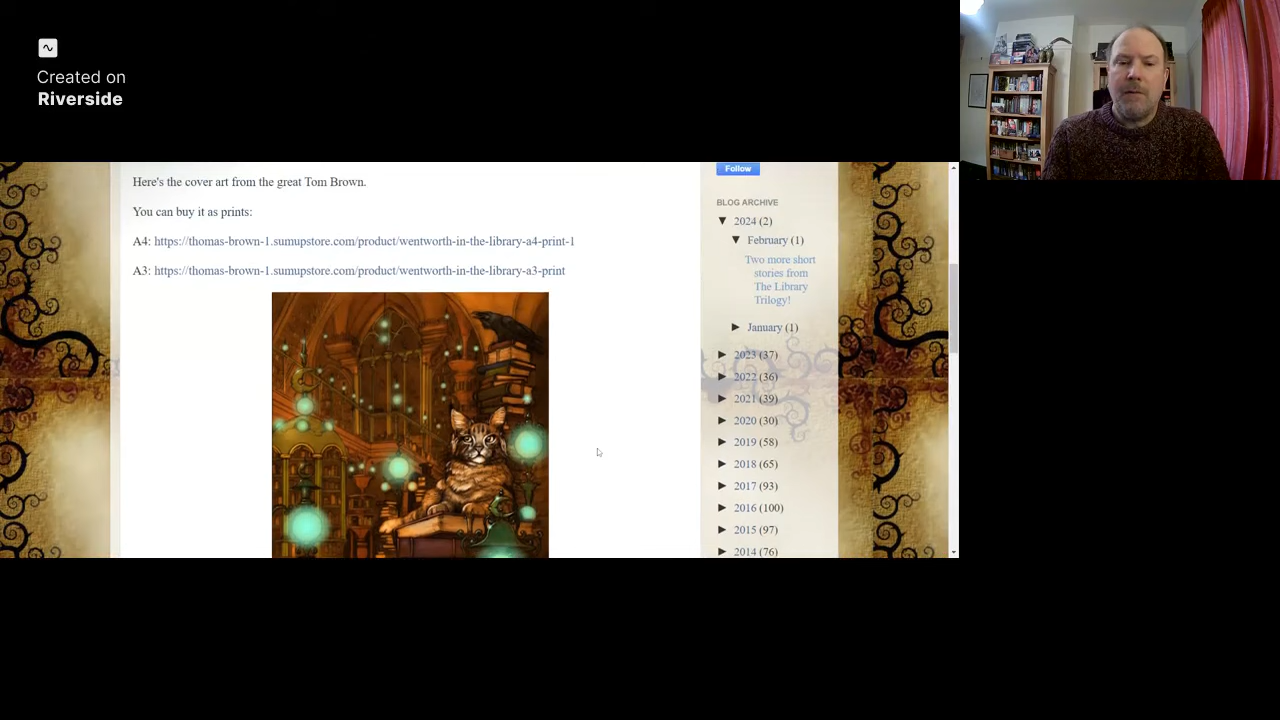 Created on
Riverside
Here's the cover art from the great Tom Brown.
You can buy it as prints:
A4: https://thomas-brown-1.sumupstore.com/product/wentworth-in-the-library-a4-print-1
A3: https://thomas-brown-1.sumupstore.com/product/wentworth-in-the-library-a3-print
Follow
BLOG ARCHIVE
▼ 2024 (2)
▼ February (1)
Two more short
stories from
The Library
Trilogy!
► January (1)
► 2023 (37)
► 2022 (36)
► 2021 (39)
► 2020 (30)
► 2019 (58)
► 2018 (65)
► 2017 (93)
► 2016 (100)
► 2015 (97)
► 2014 (76)